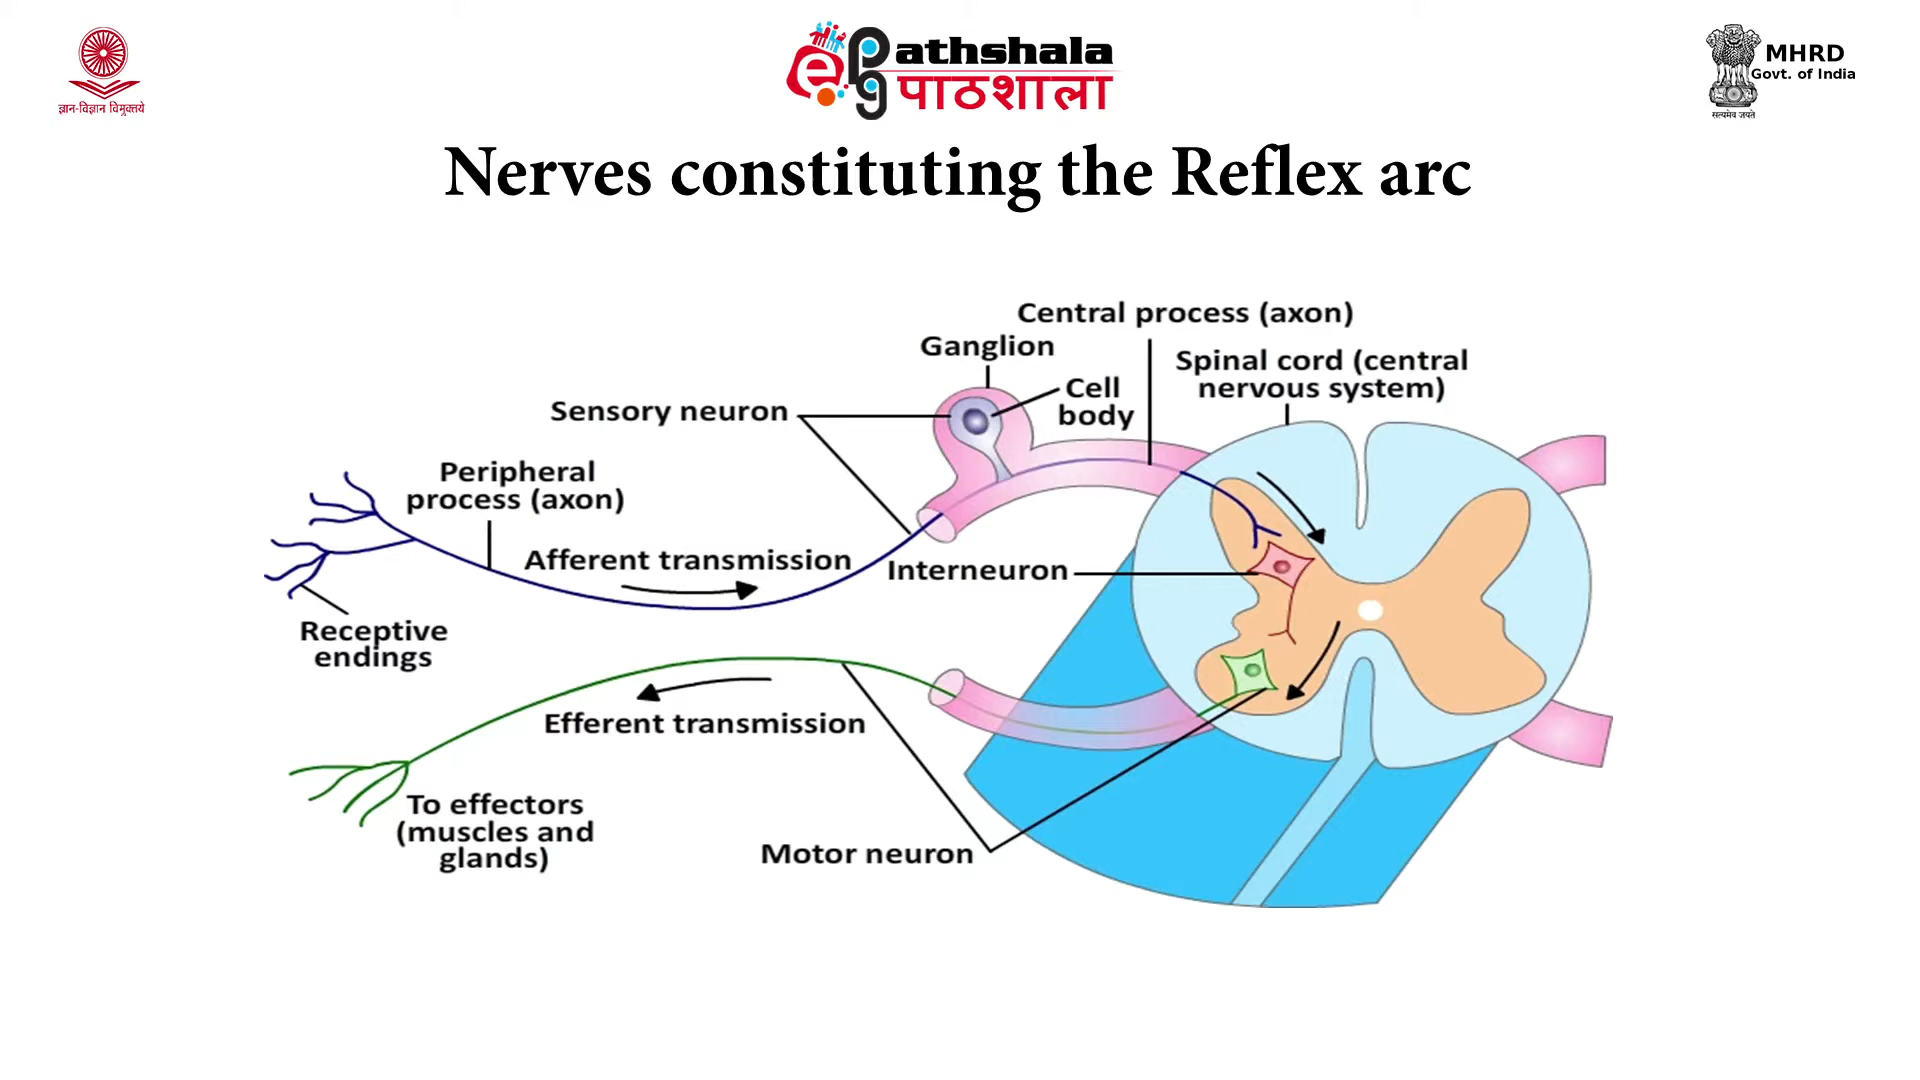 ज्ञान-विज्ञान विमुक्तये
ePG Pathshala
पाठशाला
MHRD
Govt. of India
सत्यमेव जयते
Nerves constituting the Reflex arc
Central process (axon)
Ganglion
Spinal cord (central
nervous system)
Cell
body
Sensory neuron
Peripheral
process (axon)
Afferent transmission
Interneuron
Receptive
endings
Efferent transmission
To effectors
(muscles and
glands)
Motor neuron